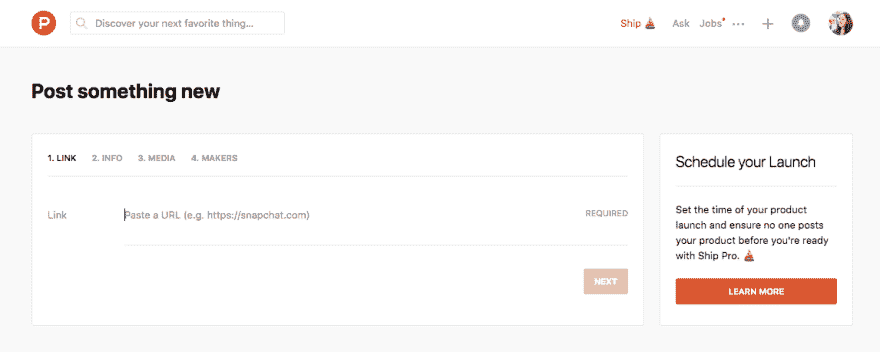 P
Discover your next favorite thing...
Ship
Ask
Jobs
Post something new
1. LINK
2. INFO
3. MEDIA
4. MAKERS
Link
Paste a URL (e.g. https://snapchat.com)
REQUIRED
NEXT
Schedule your Launch
Set the time of your product
launch and ensure no one posts
your product before you're ready
with Ship Pro.
LEARN MORE